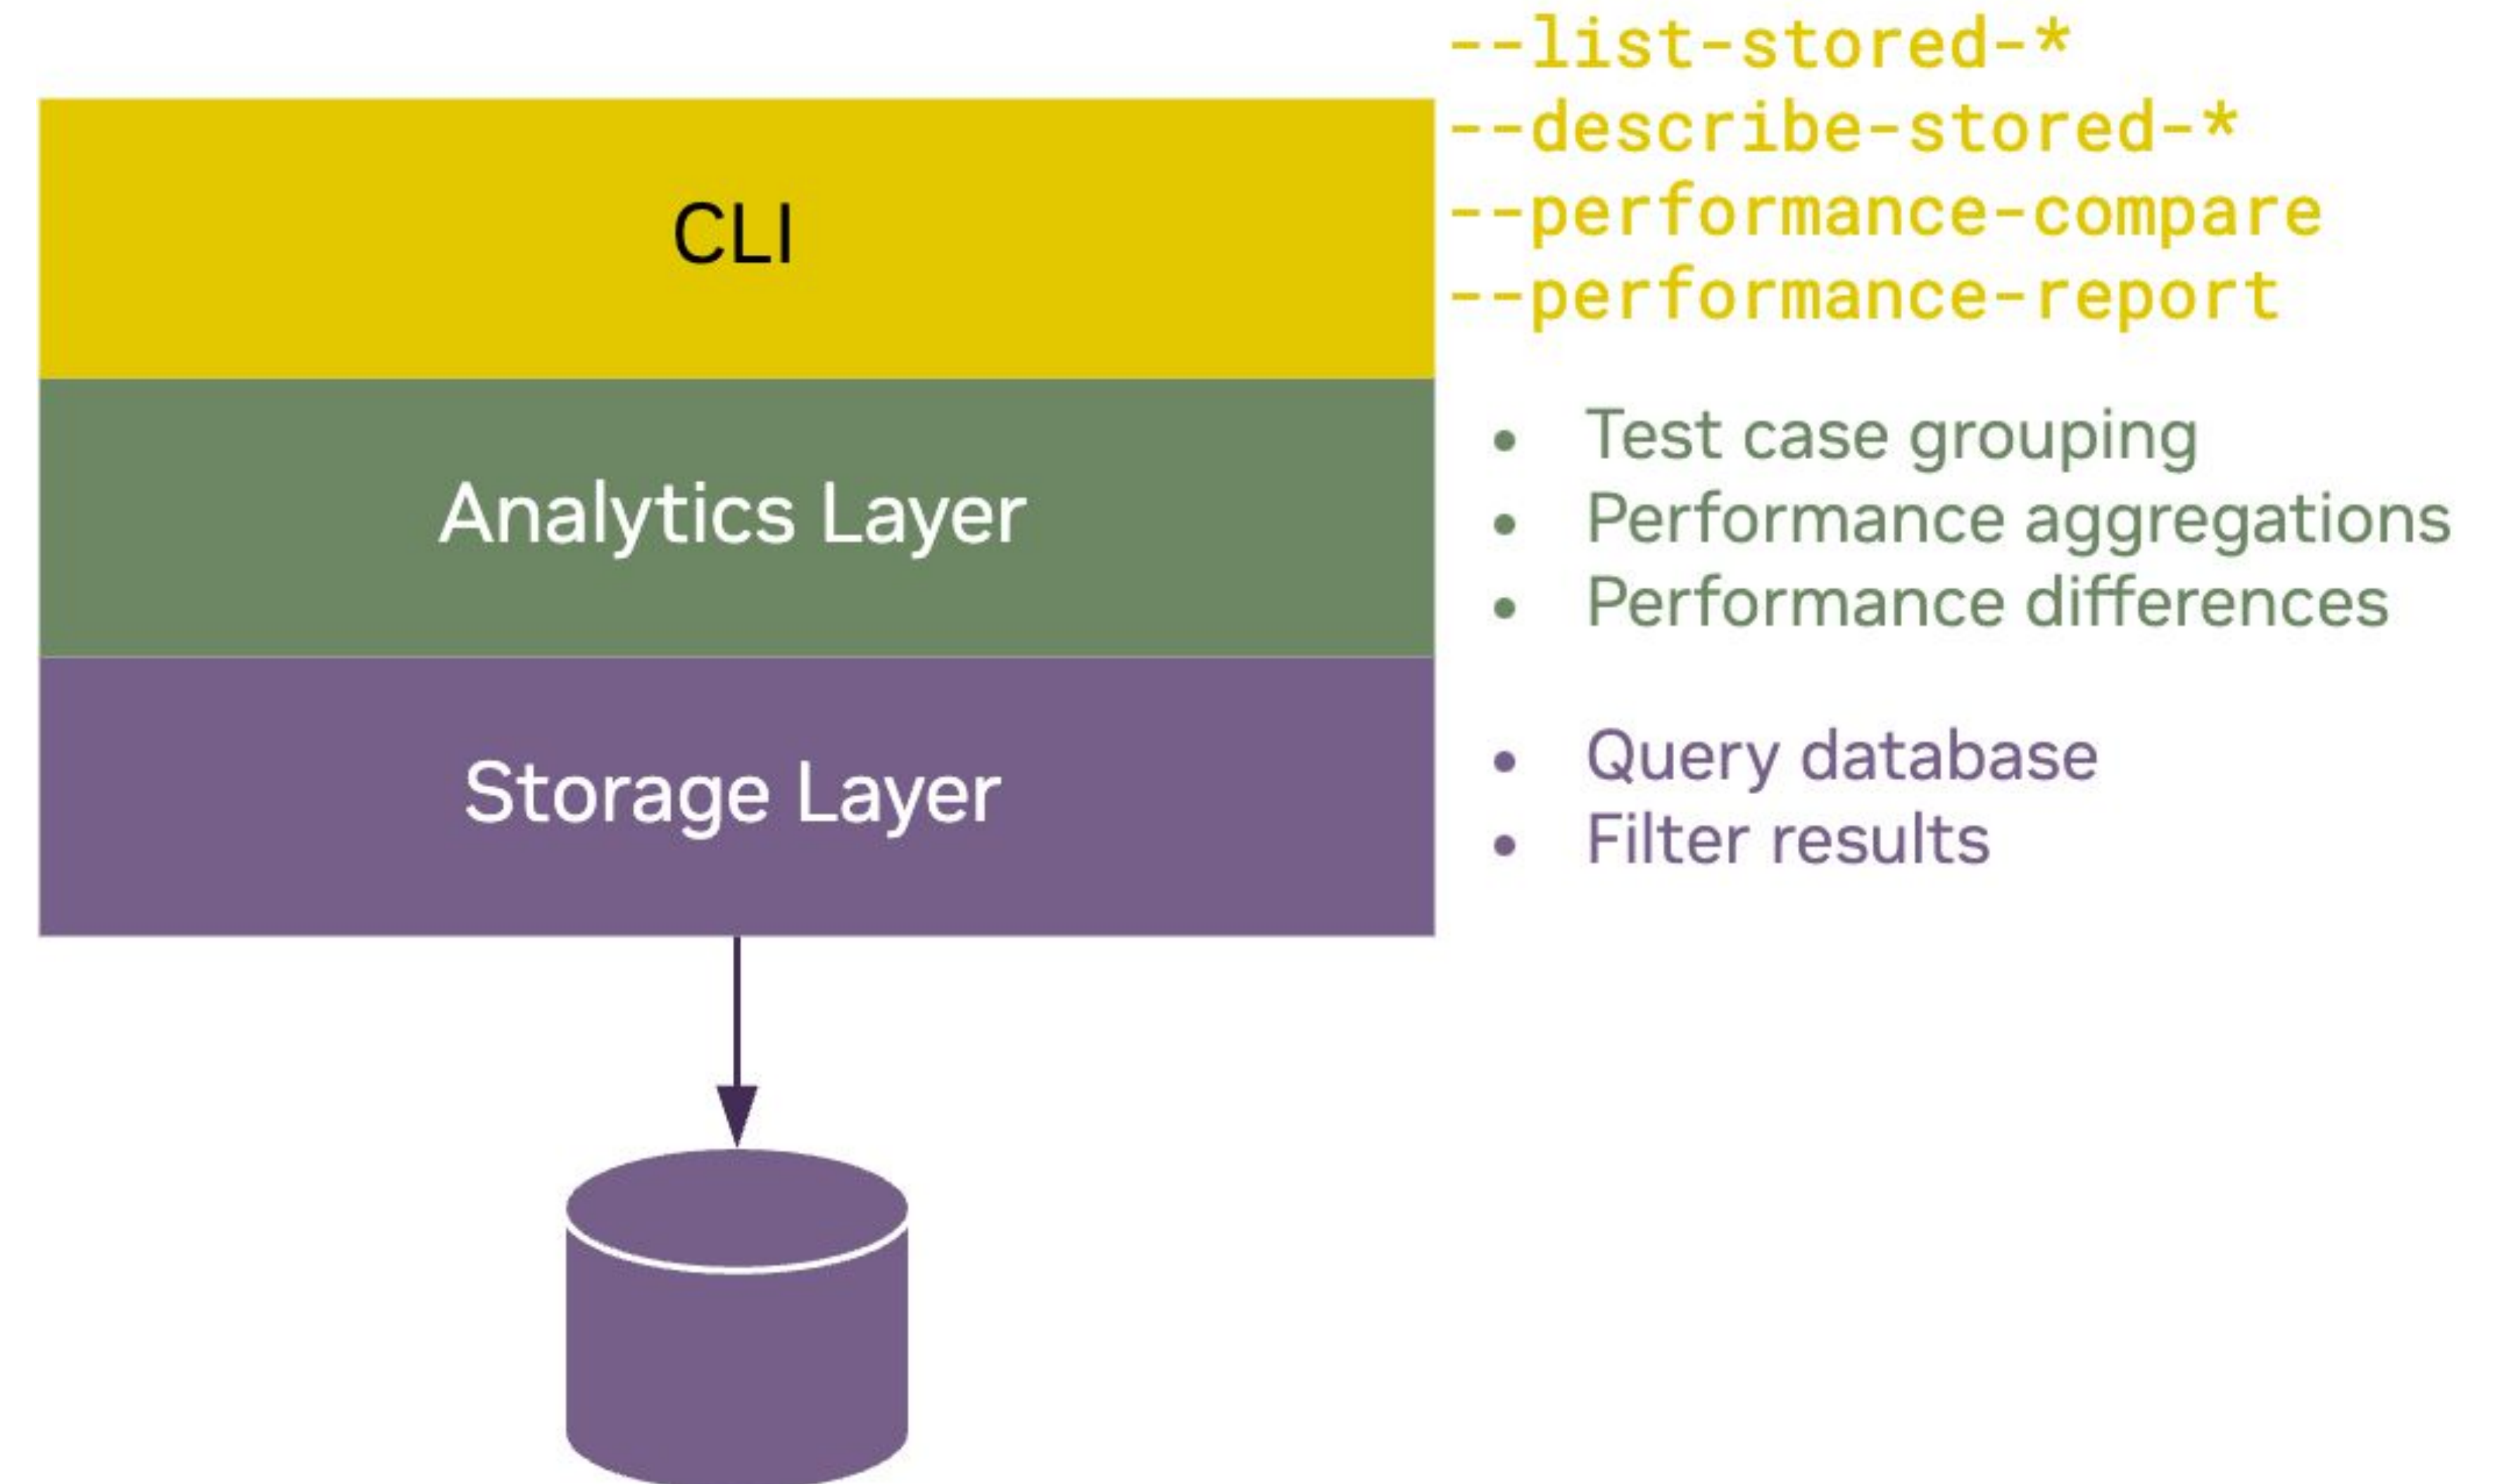 --list-stored-*
--describe-stored-*
--performance-compare
--performance-report
CLI
• Test case grouping
• Performance aggregations
• Performance differences
Analytics Layer
• Query database
• Filter results
Storage Layer